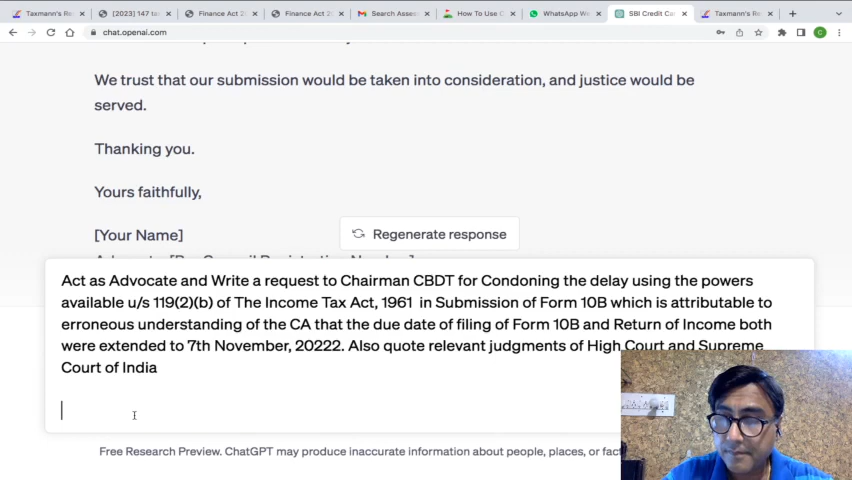 Taxmann's Re
[2023] 147 ta
Finance Act 2
Finance Act 2
Search Asses
How To Use C
WhatsApp We
SBI Credit Ca
Taxmann's Re
chat.openai.com
We trust that our submission would be taken into consideration, and justice would be
served.
Thanking you.
Yours faithfully,
[Your Name]
Regenerate response
Act as Advocate and Write a request to Chairman CBDT for Condoning the delay using the powers
available u/s 119(2)(b) of The Income Tax Act, 1961 in Submission of Form 10B which is attributable to
erroneous understanding of the CA that the due date of filing of Form 10B and Return of Income both
were extended to 7th November, 20222. Also quote relevant judgments of High Court and Supreme
Court of India
Free Research Preview. ChatGPT may produce inaccurate information about people, places, or fact